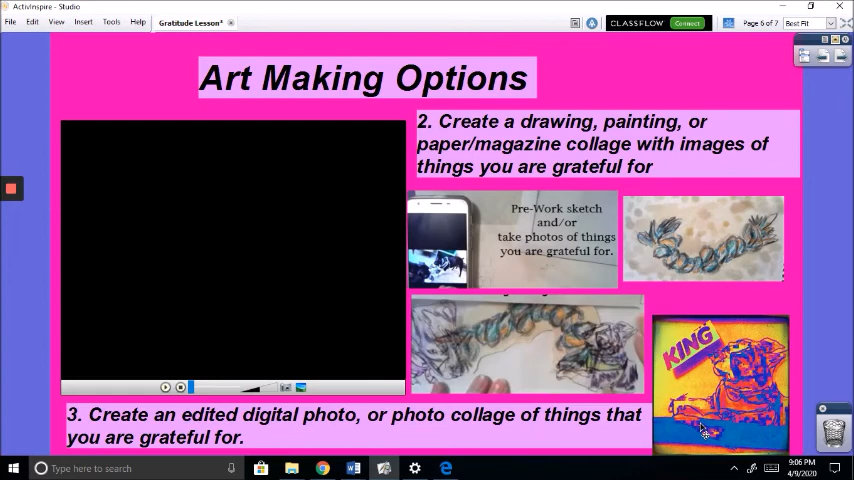 ActivInspire - Studio
File Edit View Insert Tools Help
Gratitude Lesson*
CLASSFLOW Connect
Page 6 of 7
Best Fit
Art Making Options
2. Create a drawing, painting, or
paper/magazine collage with images of
things you are grateful for
Pre-Work sketch
and/or
take photos of things
you are grateful for.
KING
3. Create an edited digital photo, or photo collage of things that
you are grateful for.
Type here to search
9:06 PM
4/9/2020